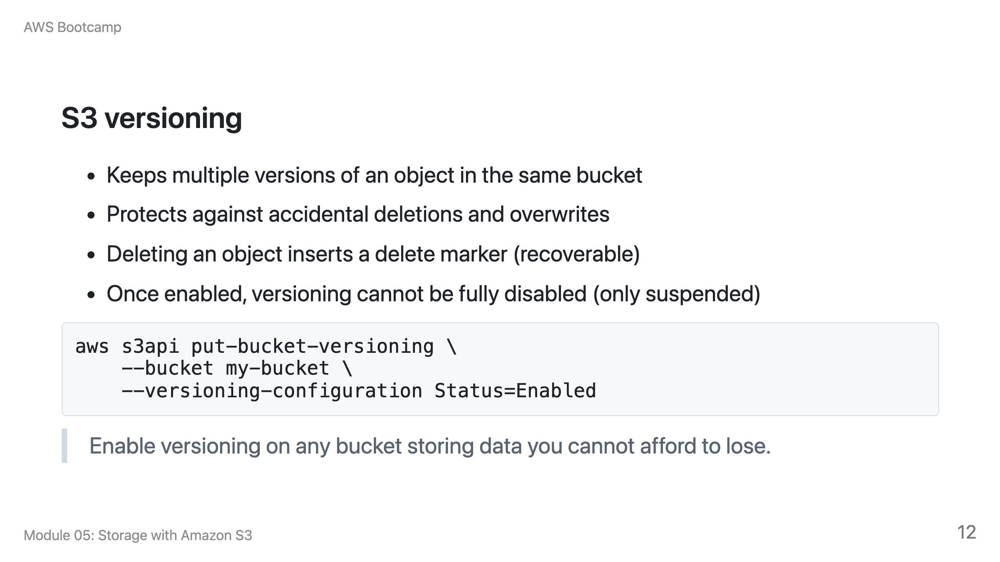 AWS Bootcamp
S3 versioning
• Keeps multiple versions of an object in the same bucket
• Protects against accidental deletions and overwrites
• Deleting an object inserts a delete marker (recoverable)
• Once enabled, versioning cannot be fully disabled (only suspended)
aws s3api put-bucket-versioning \
    --bucket my-bucket \
    --versioning-configuration Status=Enabled
Enable versioning on any bucket storing data you cannot afford to lose.
Module 05: Storage with Amazon S3
12